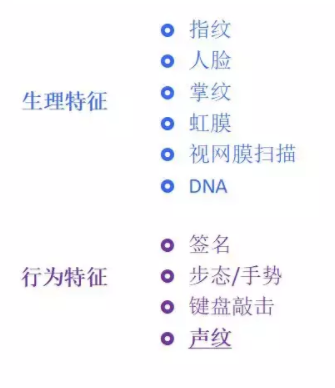 指纹
人脸
生理特征
掌纹
虹膜
视网膜扫描
DNA
签名
行为特征
步态/手势
键盘敲击
声纹